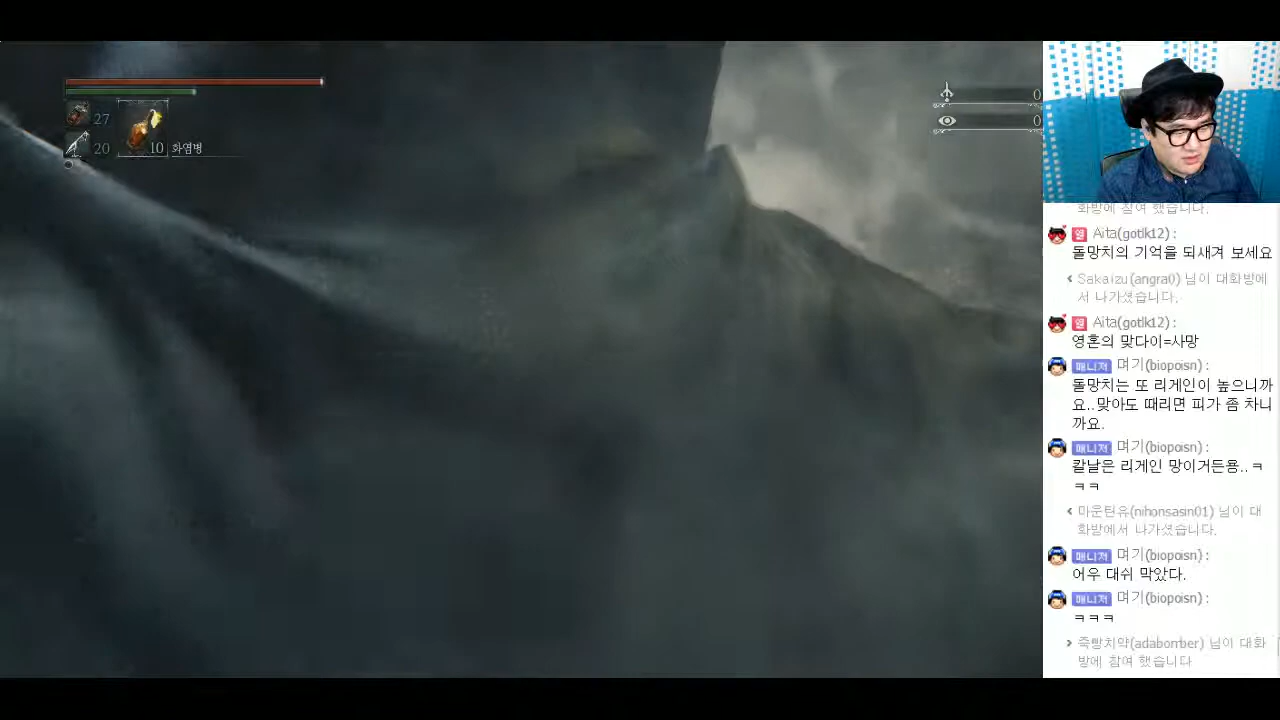 27
20
10 화염병
0
0
화방에 참여 했습니다.
열 Aita(gotik12) :
돌망치의 기억을 되새겨 보세요
Sakaizu(angra0) 님이 대화방에
서 나가셨습니다.
열 Aita(gotik12) :
영혼의 맞다이=사망
매니저 며기(biopoisn) :
돌망치는 또 리게인이 높으니까
요..맞아도 때리면 피가 좀 차니
까요.
매니저 며기(biopoisn) :
칼날은 리게인 망이거든용..ㅋ
ㅋㅋ
마운틴유(nihonsasin01) 님이 대
화방에서 나가셨습니다.
매니저 며기(biopoisn) :
어우 대쉬 막았다.
매니저 며기(biopoisn) :
ㅋㅋㅋ
죽빵치약(adabomber) 님이 대화
방에 참여 했습니다